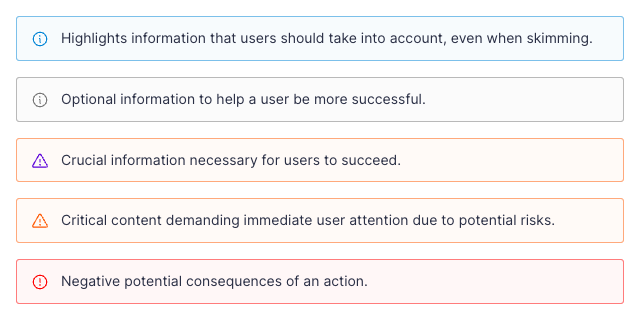 Highlights information that users should take into account, even when skimming.
Optional information to help a user be more successful.
Crucial information necessary for users to succeed.
Critical content demanding immediate user attention due to potential risks.
Negative potential consequences of an action.